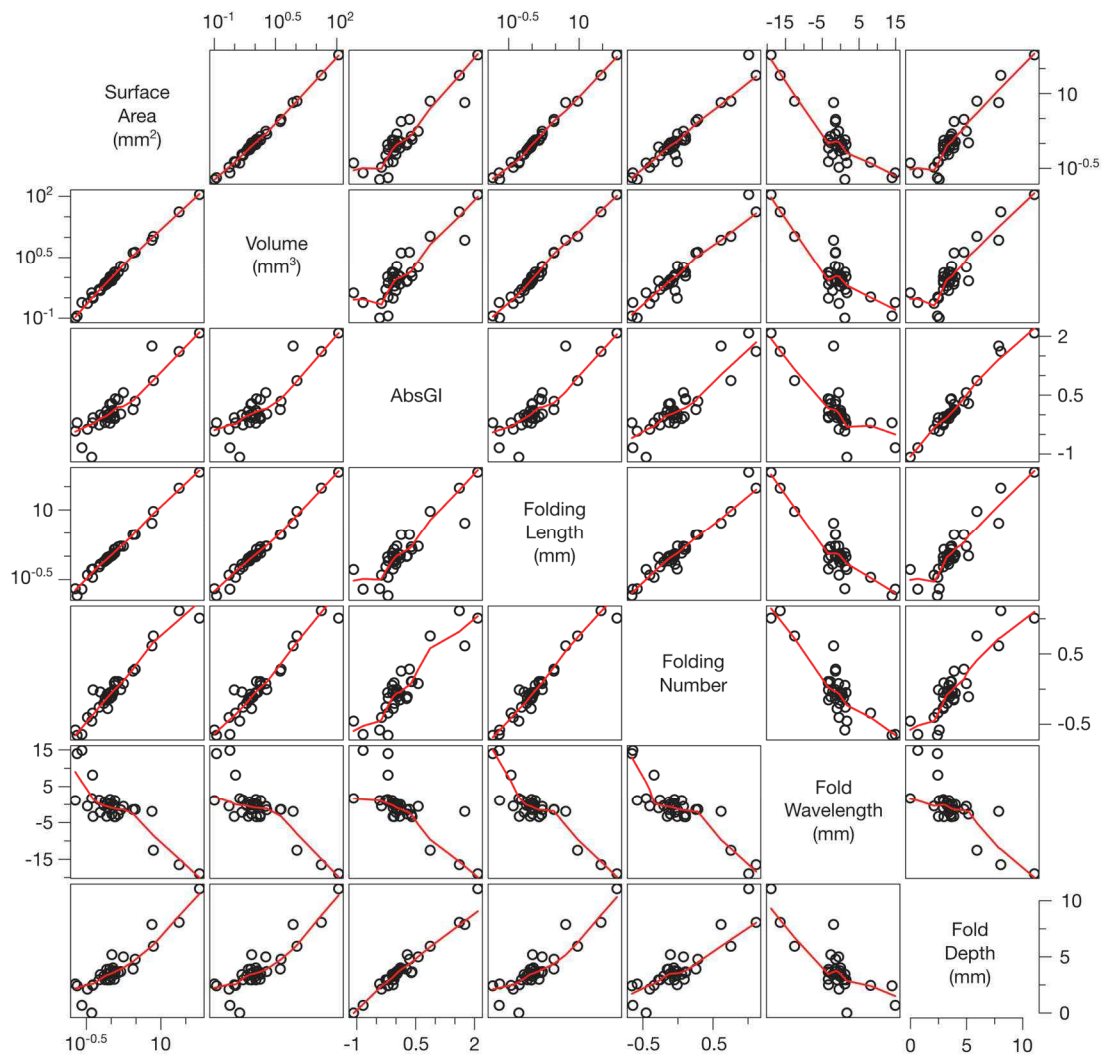 10^-1 10^0.5 10^2 10^-0.5 10 -15 -5 5 15
Surface
Area
(mm²)
10
10^-0.5
10²
10^0.5
10^-1
Volume
(mm³)
AbsGI
2
0.5
-1
10
10^-0.5
Folding
Length
(mm)
Folding
Number
0.5
-0.5
15
5
-5
-15
Fold
Wavelength
(mm)
Fold
Depth
(mm)
10
5
0
10^-0.5 10 -1 0.5 2 -0.5 0.5 0 5 10